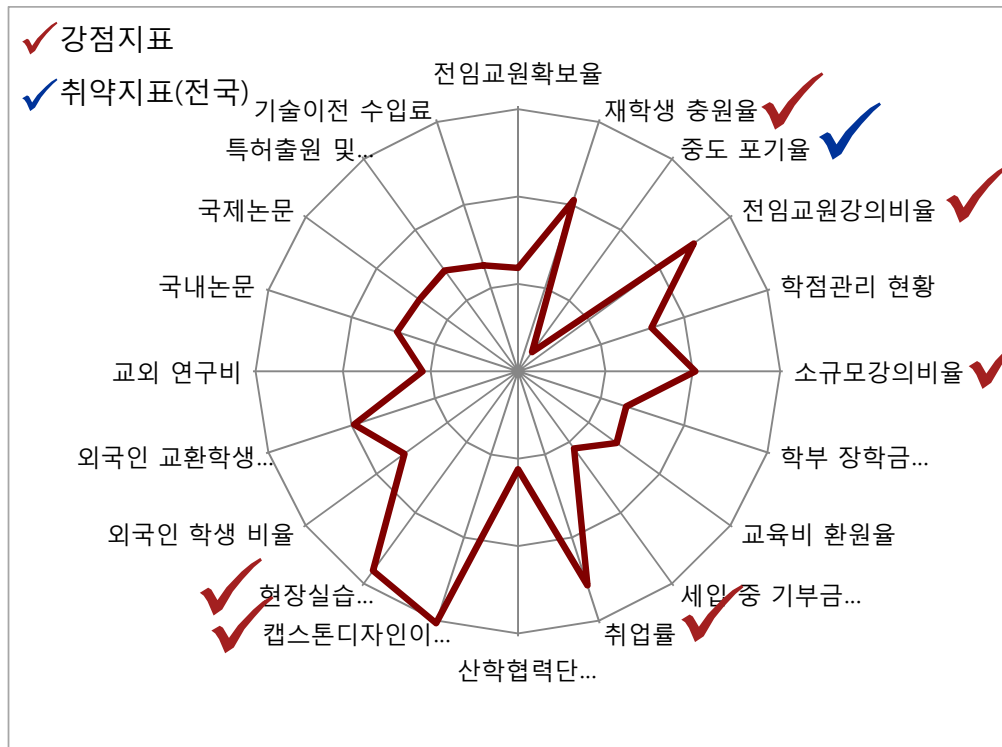 강점지표
취약지표(전국)
전임교원확보율
재학생 충원율
중도 포기율
전임교원강의비율
학점관리 현황
소규모강의비율
학부 장학금...
교육비 환원율
세입 중 기부금...
취업률
산학협력단...
캡스톤디자인이...
현장실습...
외국인 학생 비율
외국인 교환학생...
교외 연구비
국내논문
국제논문
특허출원 및...
기술이전 수입료